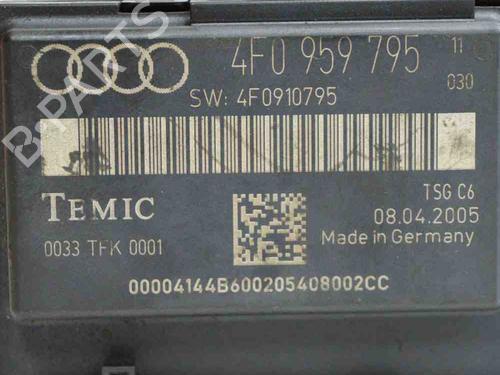 4F0 959 795 11
030
SW: 4F0910795
TEMIC
TSG C6
08.04.2005
0033 TFK 0001
Made in Germany
00004144B600205408002CC
B-PARTS